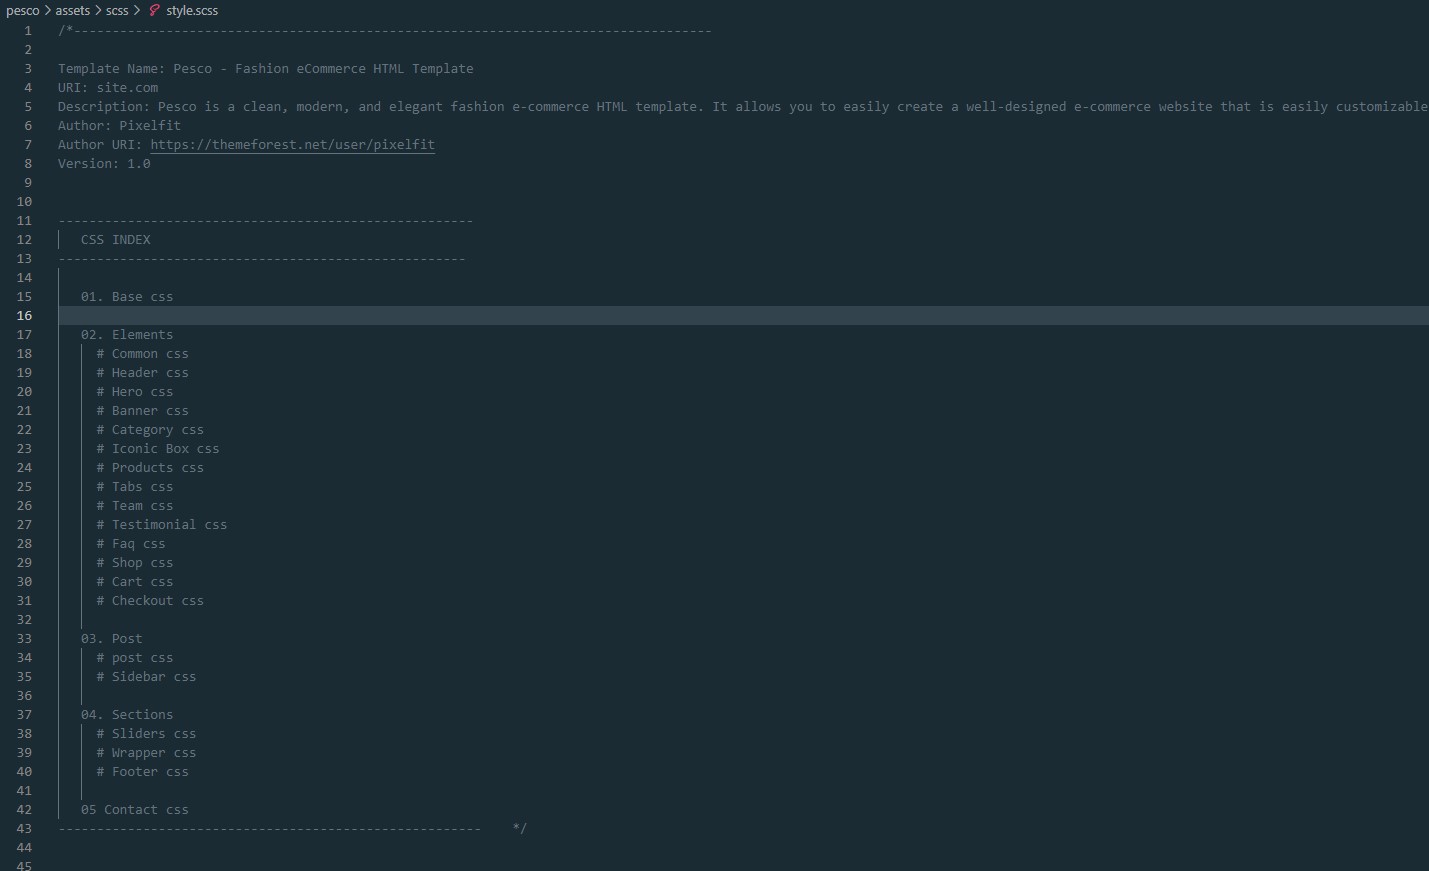 pesco > assets > scss > style.scss
1 /*-----------------------------------------------------------------------------------
2
3 Template Name: Pesco - Fashion eCommerce HTML Template
4 URI: site.com
5 Description: Pesco is a clean, modern, and elegant fashion e-commerce HTML template. It allows you to easily create a well-designed e-commerce website that is easily customizable
6 Author: Pixelfit
7 Author URI: https://themeforest.net/user/pixelfit
8 Version: 1.0
9
10
11 ------------------------------------------------------
12 CSS INDEX
13 -----------------------------------------------------
14
15 01. Base css
16
17 02. Elements
18 # Common css
19 # Header css
20 # Hero css
21 # Banner css
22 # Category css
23 # Iconic Box css
24 # Products css
25 # Tabs css
26 # Team css
27 # Testimonial css
28 # Faq css
29 # Shop css
30 # Cart css
31 # Checkout css
32
33 03. Post
34 # post css
35 # Sidebar css
36
37 04. Sections
38 # Sliders css
39 # Wrapper css
40 # Footer css
41
42 05 Contact css
43 -------------------------------------------------------    */
44
45